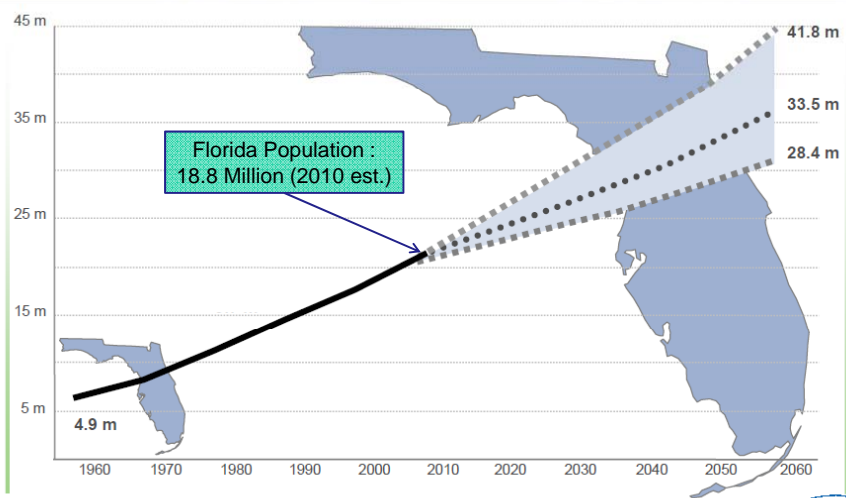 45 m
41.8 m
35 m
33.5 m
Florida Population :
18.8 Million (2010 est.)
28.4 m
25 m
15 m
5 m
4.9 m
1960 1970 1980 1990 2000 2010 2020 2030 2040 2050 2060